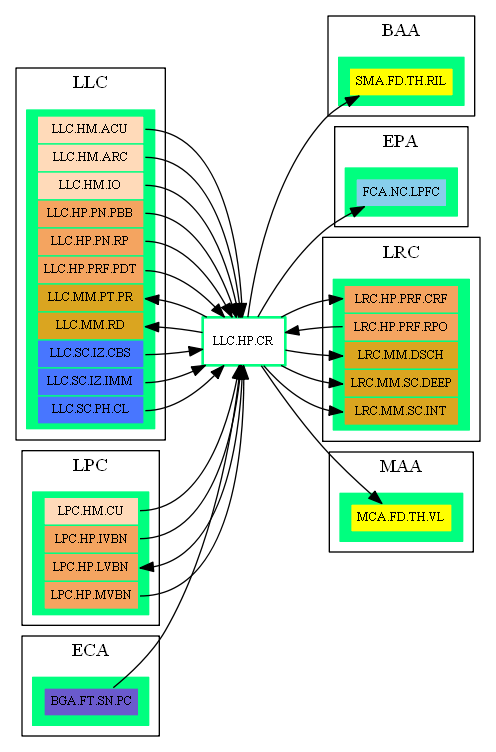 LLC
LLC.HM.ACU
LLC.HM.ARC
LLC.HM.IO
LLC.HP.PN.PBB
LLC.HP.PN.RP
LLC.HP.PRF.PDT
LLC.MM.PT.PR
LLC.MM.RD
LLC.SC.IZ.CBS
LLC.SC.IZ.IMM
LLC.SC.PH.CL
LPC
LPC.HM.CU
LPC.HP.IVBN
LPC.HP.LVBN
LPC.HP.MVBN
ECA
BGA.FT.SN.PC
LLC.HP.CR
BAA
SMA.FD.TH.RIL
EPA
FCA.NC.LPFC
LRC
LRC.HP.PRF.CRF
LRC.HP.PRF.RPO
LRC.MM.DSCH
LRC.MM.SC.DEEP
LRC.MM.SC.INT
MAA
MCA.FD.TH.VL